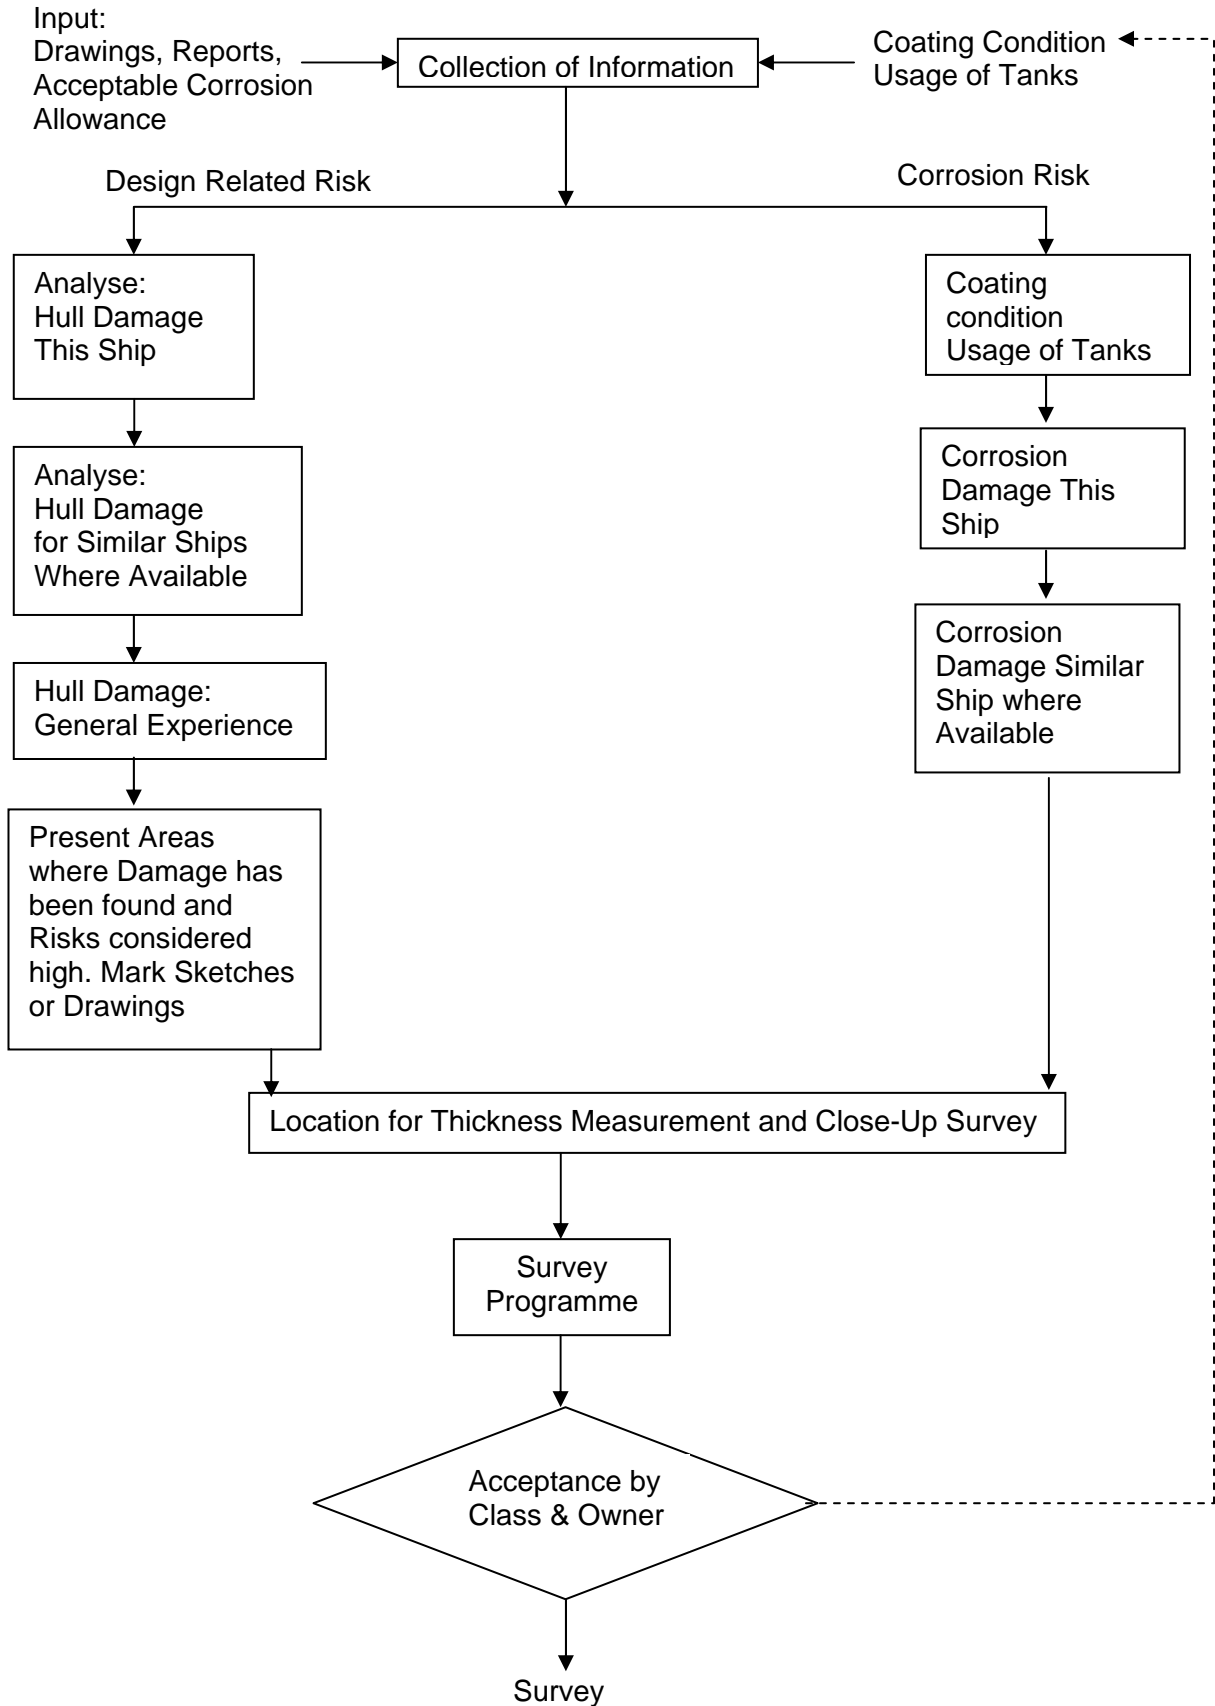 Input:
Drawings, Reports,
Acceptable Corrosion
Allowance
Collection of Information
Coating Condition
Usage of Tanks
Design Related Risk
Corrosion Risk
Analyse:
Hull Damage
This Ship
Analyse:
Hull Damage
for Similar Ships
Where Available
Hull Damage:
General Experience
Present Areas
where Damage has
been found and
Risks considered
high. Mark Sketches
or Drawings
Coating
condition
Usage of Tanks
Corrosion
Damage This
Ship
Corrosion
Damage Similar
Ship where
Available
Location for Thickness Measurement and Close-Up Survey
Survey
Programme
Acceptance by
Class & Owner
Survey